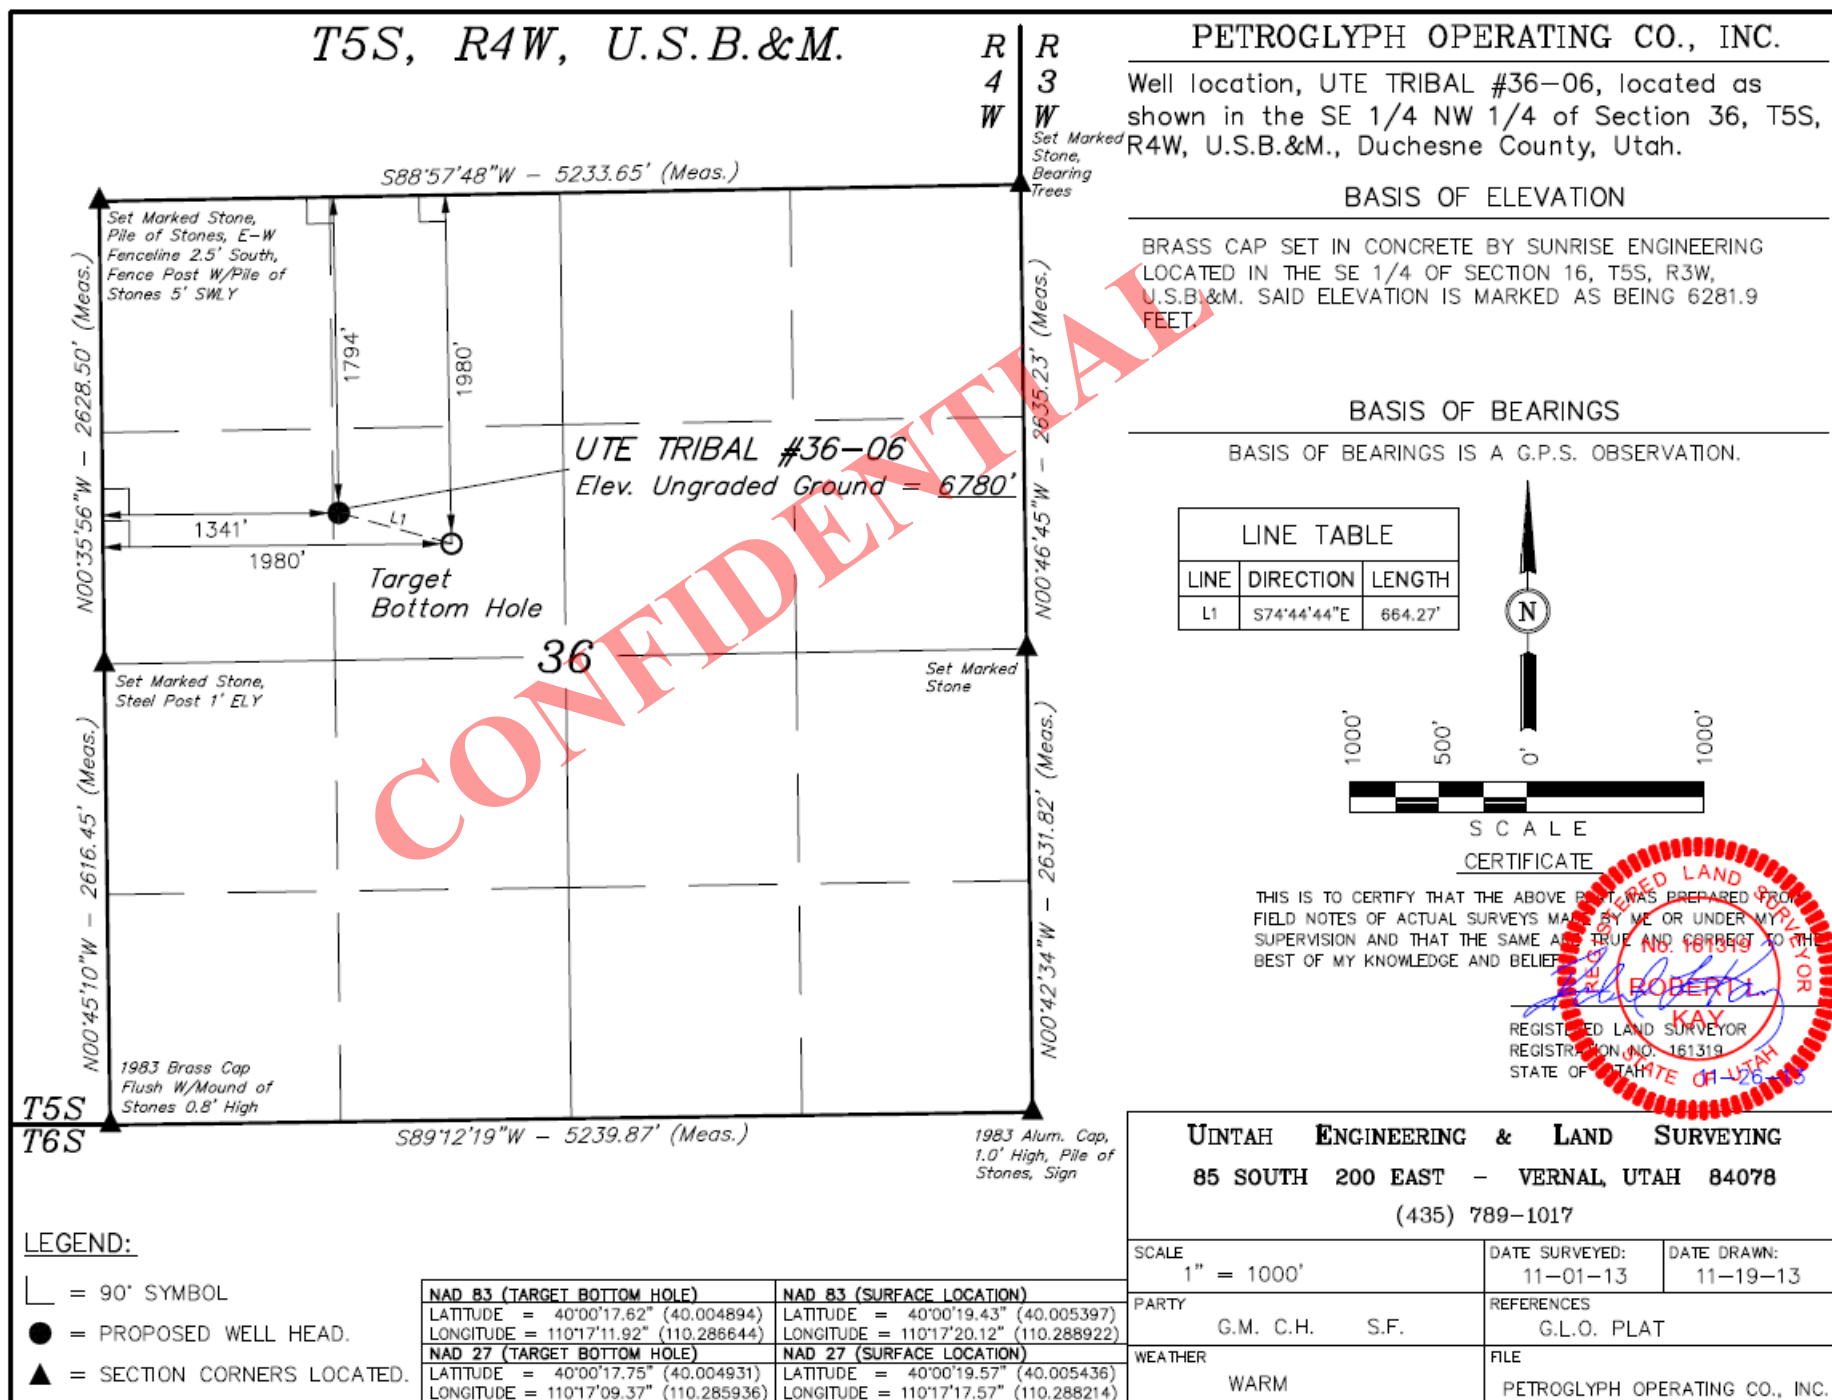 T5S, R4W, U.S.B.&M.
R R
4 3
W W
S88°57'48"W - 5233.65' (Meas.)
Set Marked
Stone,
Bearing
Trees
Set Marked Stone,
Pile of Stones, E-W
Fenceline 2.5' South,
Fence Post W/Pile of
Stones 5' SWLY
N00°35'56"W - 2628.50' (Meas.)
1794'
1980'
N00°46'45"W - 2635.23' (Meas.)
UTE TRIBAL #36-06
Elev. Ungraded Ground = 6780'
1341'
L1
1980'
Target
Bottom Hole
36
Set Marked Stone,
Steel Post 1' ELY
Set Marked
Stone
N00°45'10"W - 2616.45' (Meas.)
N00°42'34"W - 2631.82' (Meas.)
1983 Brass Cap
Flush W/Mound of
Stones 0.8' High
T5S
T6S
S89°12'19"W - 5239.87' (Meas.)
1983 Alum. Cap,
1.0' High, Pile of
Stones, Sign
CONFIDENTIAL
PETROGLYPH OPERATING CO., INC.
Well location, UTE TRIBAL #36-06, located as
shown in the SE 1/4 NW 1/4 of Section 36, T5S,
R4W, U.S.B.&M., Duchesne County, Utah.
BASIS OF ELEVATION
BRASS CAP SET IN CONCRETE BY SUNRISE ENGINEERING
LOCATED IN THE SE 1/4 OF SECTION 16, T5S, R3W,
U.S.B.&M. SAID ELEVATION IS MARKED AS BEING 6281.9
FEET.
BASIS OF BEARINGS
BASIS OF BEARINGS IS A G.P.S. OBSERVATION.
LINE TABLE
LINE DIRECTION LENGTH
L1 S74°44'44"E 664.27'
N
1000' 500' 0' 1000'
SCALE
CERTIFICATE
THIS IS TO CERTIFY THAT THE ABOVE PLAT WAS PREPARED FROM
FIELD NOTES OF ACTUAL SURVEYS MADE BY ME OR UNDER MY
SUPERVISION AND THAT THE SAME ARE TRUE AND CORRECT TO THE
BEST OF MY KNOWLEDGE AND BELIEF
REGISTERED LAND SURVEYOR
REGISTRATION NO. 161319
STATE OF UTAH
REGISTERED LAND SURVEYOR
No. 161319
ROBERT L.
KAY
STATE OF UTAH
11-26-13
UINTAH ENGINEERING & LAND SURVEYING
85 SOUTH 200 EAST - VERNAL, UTAH 84078
(435) 789-1017
SCALE
1" = 1000'
DATE SURVEYED:
11-01-13
DATE DRAWN:
11-19-13
PARTY
G.M. C.H. S.F.
REFERENCES
G.L.O. PLAT
WEATHER
WARM
FILE
PETROGLYPH OPERATING CO., INC.
LEGEND:
= 90° SYMBOL
= PROPOSED WELL HEAD.
= SECTION CORNERS LOCATED.
NAD 83 (TARGET BOTTOM HOLE)
LATITUDE = 40°00'17.62" (40.004894)
LONGITUDE = 110°17'11.92" (110.286644)
NAD 83 (SURFACE LOCATION)
LATITUDE = 40°00'19.43" (40.005397)
LONGITUDE = 110°17'20.12" (110.288922)
NAD 27 (TARGET BOTTOM HOLE)
LATITUDE = 40°00'17.75" (40.004931)
LONGITUDE = 110°17'09.37" (110.285936)
NAD 27 (SURFACE LOCATION)
LATITUDE = 40°00'19.57" (40.005436)
LONGITUDE = 110°17'17.57" (110.288214)